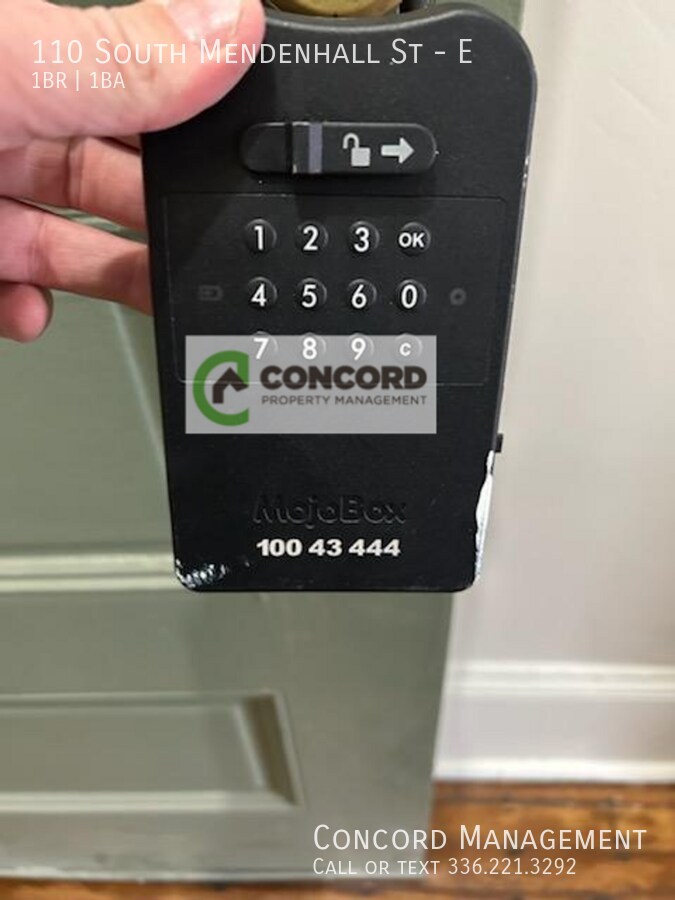 110 South Mendenhall St - E
1BR | 1BA
1 2 3 OK
4 5 6 0
7 8 9 C
CONCORD
PROPERTY MANAGEMENT
MojoBox
100 43 444
Concord Management
Call or text 336.221.3292